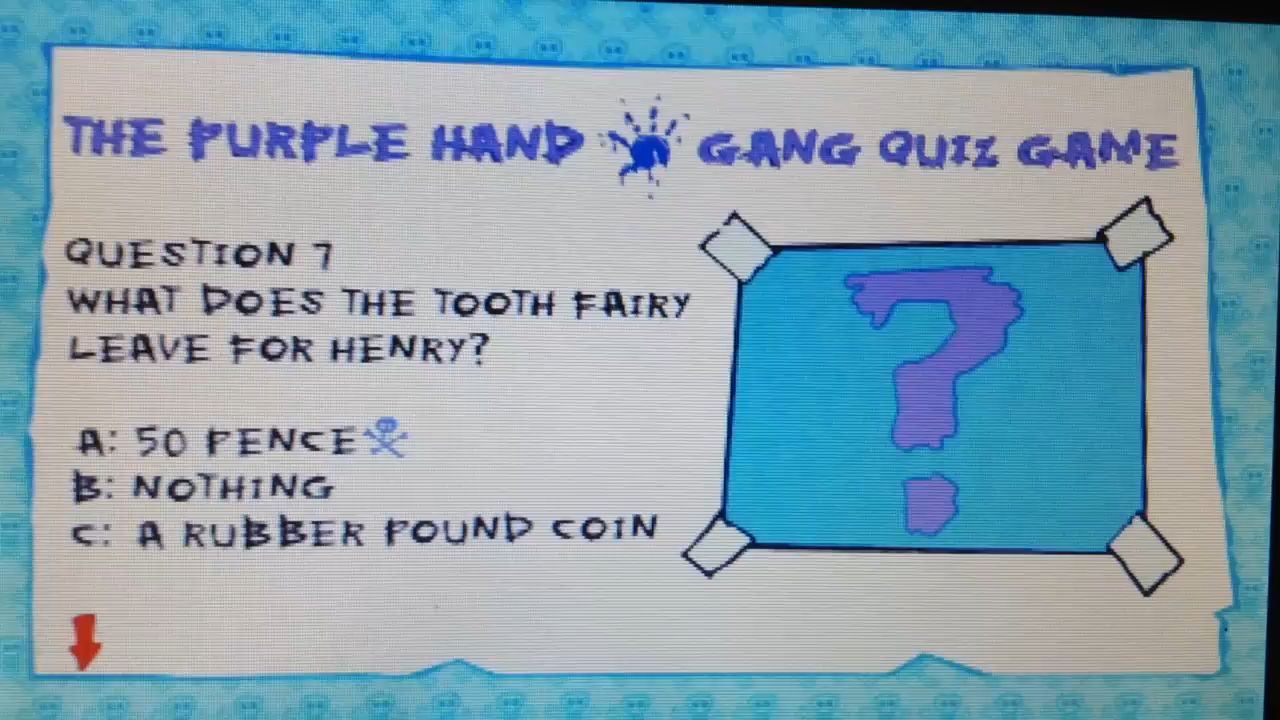 THE PURPLE HAND GANG QUIZ GAME
QUESTION 7
WHAT DOES THE TOOTH FAIRY
LEAVE FOR HENRY?
A: 50 PENCE
B: NOTHING
C: A RUBBER POUND COIN